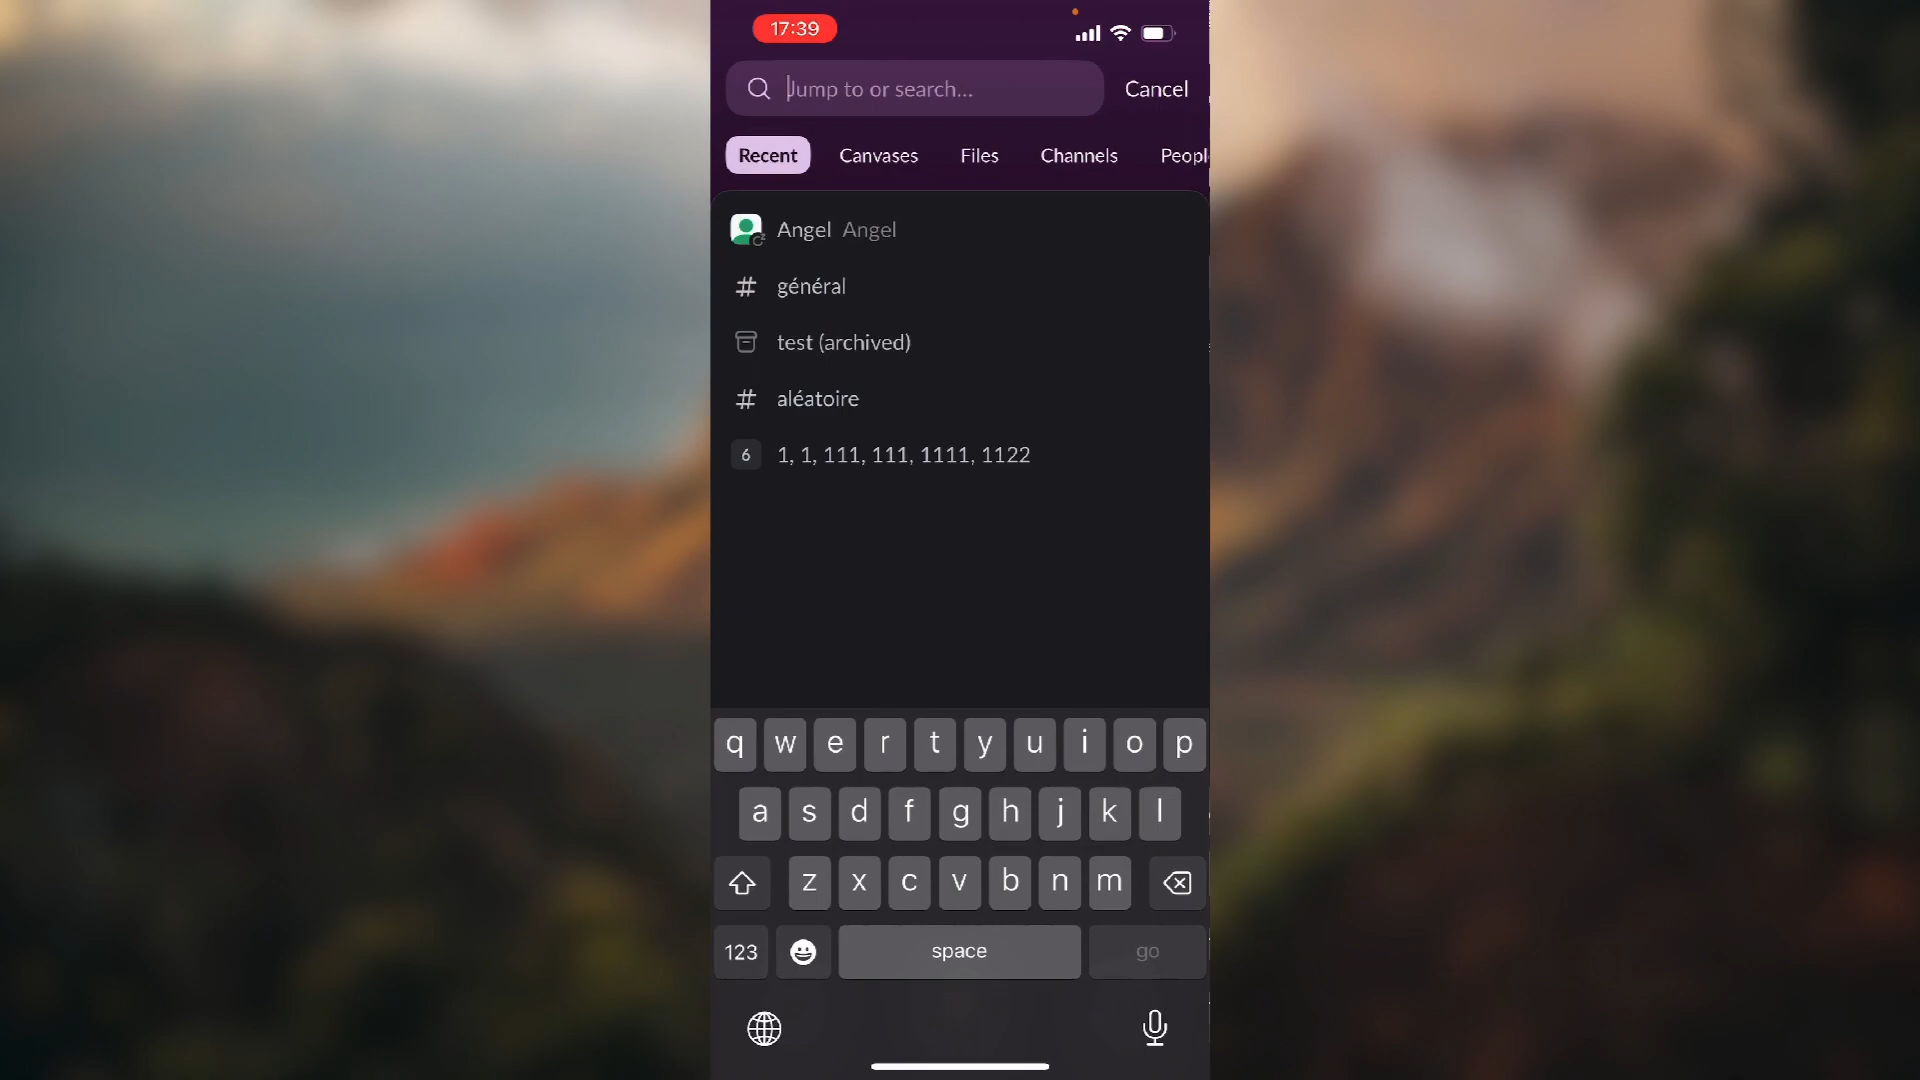 17:39
Jump to or search... Cancel
Recent Canvases Files Channels Peopl
Angel Angel
# général
test (archived)
# aléatoire
6 1, 1, 111, 111, 1111, 1122
q w e r t y u i o p
a s d f g h j k l
z x c v b n m
123 space go